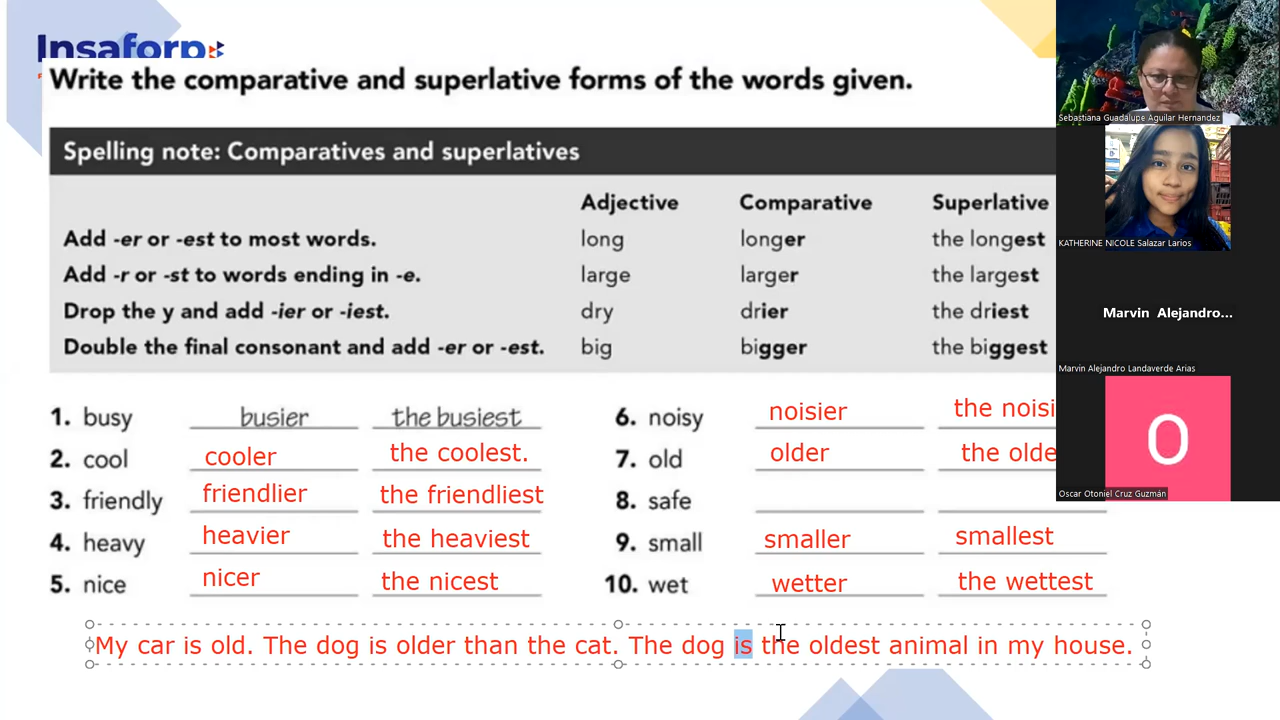 Insaforp
Write the comparative and superlative forms of the words given.
Spelling note: Comparatives and superlatives
Adjective Comparative Superlative
Add -er or -est to most words. long longer the longest
Add -r or -st to words ending in -e. large larger the largest
Drop the y and add -ier or -iest. dry drier the driest
Double the final consonant and add -er or -est. big bigger the biggest
1. busy busier the busiest
2. cool cooler the coolest.
3. friendly friendlier the friendliest
4. heavy heavier the heaviest
5. nice nicer the nicest
6. noisy noisier the noisi
7. old older the olde
8. safe
9. small smaller smallest
10. wet wetter the wettest
My car is old. The dog is older than the cat. The dog is the oldest animal in my house.
Sebastiana Guadalupe Aguilar Hernandez
KATHERINE NICOLE Salazar Larios
Marvin Alejandro...
Marvin Alejandro Landaverde Arias
O
Oscar Otoniel Cruz Guzmán